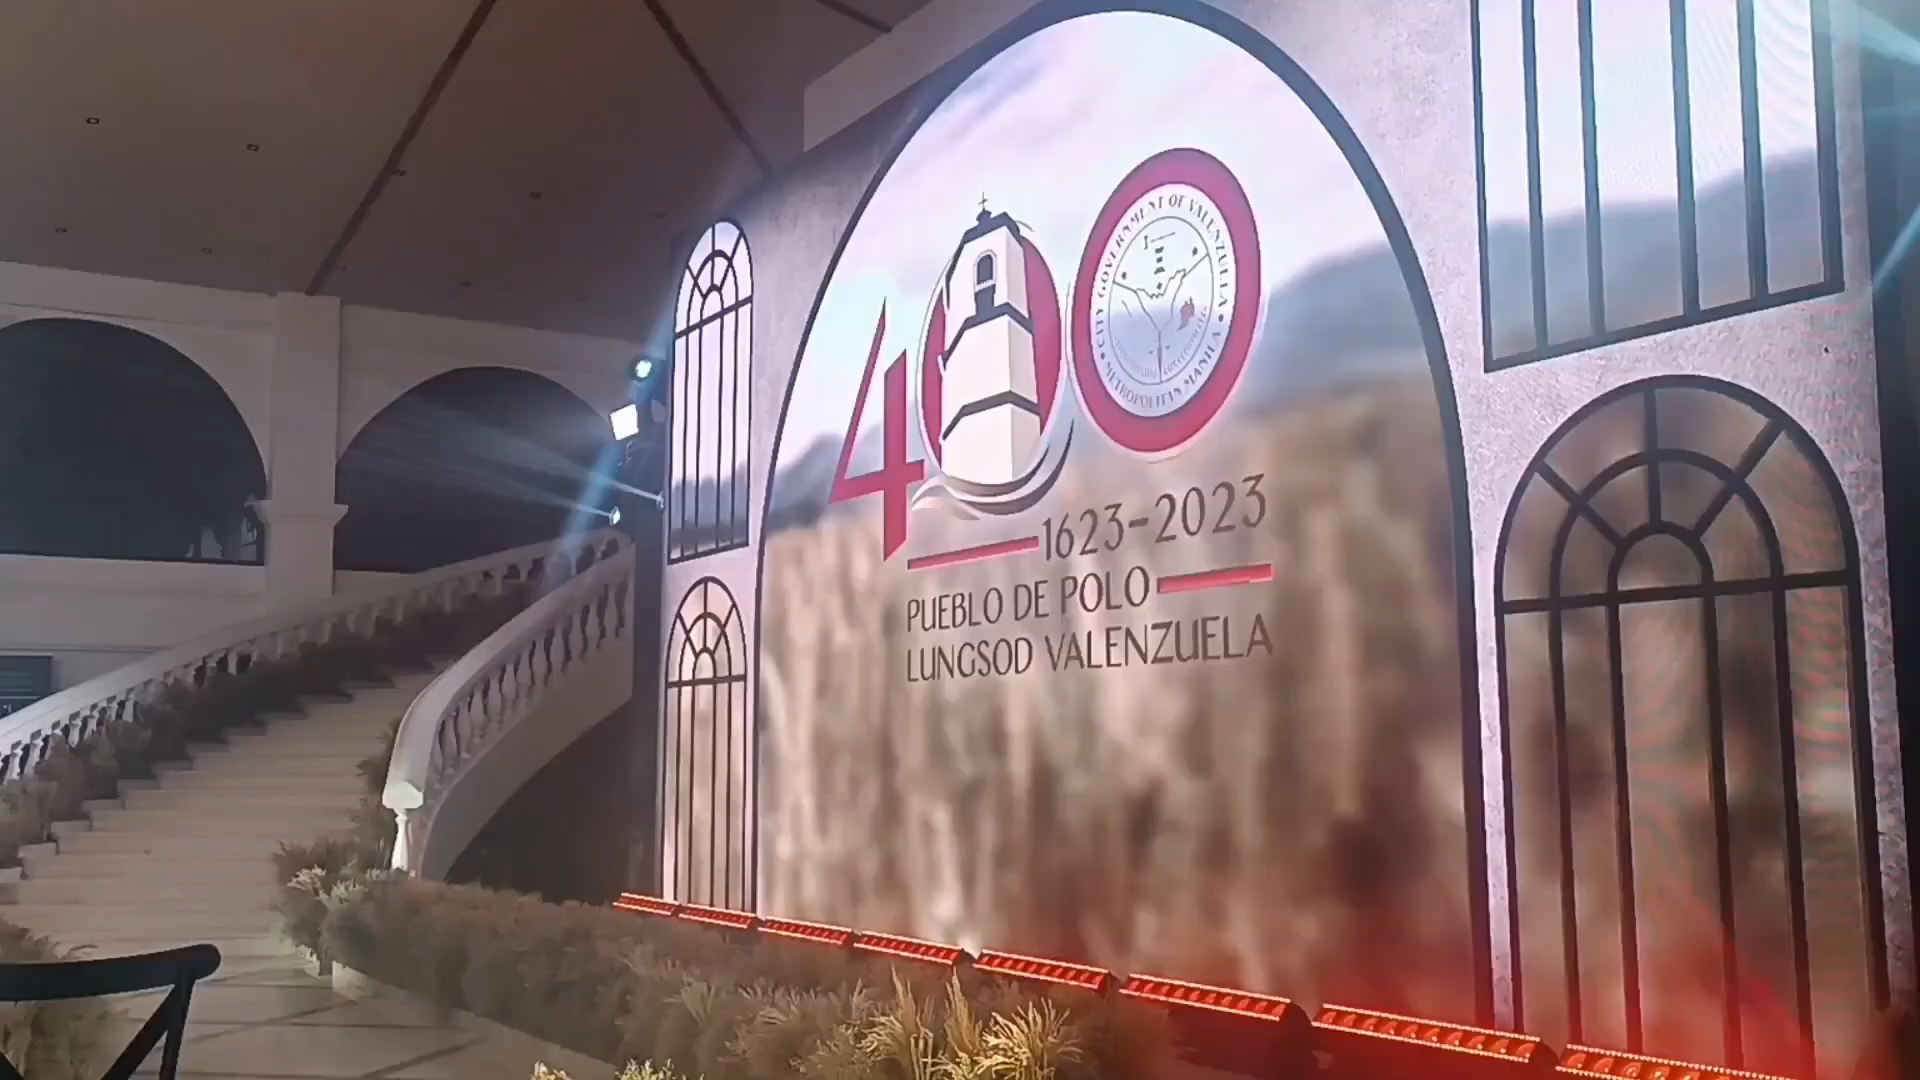 400
CITY GOVERNMENT OF VALENZUELA
METROPOLITAN MANILA
1623-2023
PUEBLO DE POLO
LUNGSOD VALENZUELA